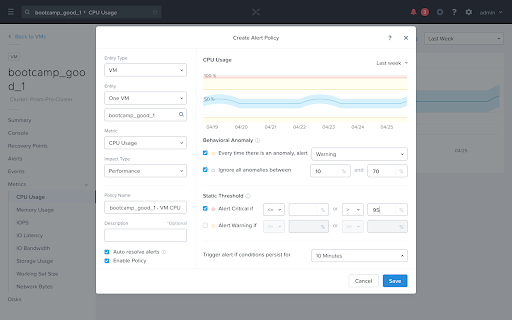 bootcamp_good_1 › CPU Usage
3
?
admin
Create Alert Policy
?
Back to VMs
Last Week
VM
bootcamp_good
_1
Summary
Console
Recovery Points
Alerts
Events
Metrics
CPU Usage
Memory Usage
IOPS
IO Latency
IO Bandwidth
Storage Usage
Working Set Size
Network Bytes
Disks
Entity Type
VM
Entity
One VM
bootcamp_good_1
Metric
CPU Usage
Impact Type
Performance
Policy Name
bootcamp_good_1 - VM CPU
Description
*Optional
Auto resolve alerts
Enable Policy
CPU Usage
Last week
100 %
50 %
04/19
04/20
04/21
04/22
04/23
04/24
04/25
Behavioral Anomaly
Every time there is an anomaly, alert
Warning
Ignore all anomalies between
10 %
and
70 %
Static Threshold
Alert Critical if
<=
%
or
>
95 %
Alert Warning if
%
or
%
Trigger alert if conditions persist for
10 Minutes
Cancel
Save
04/25